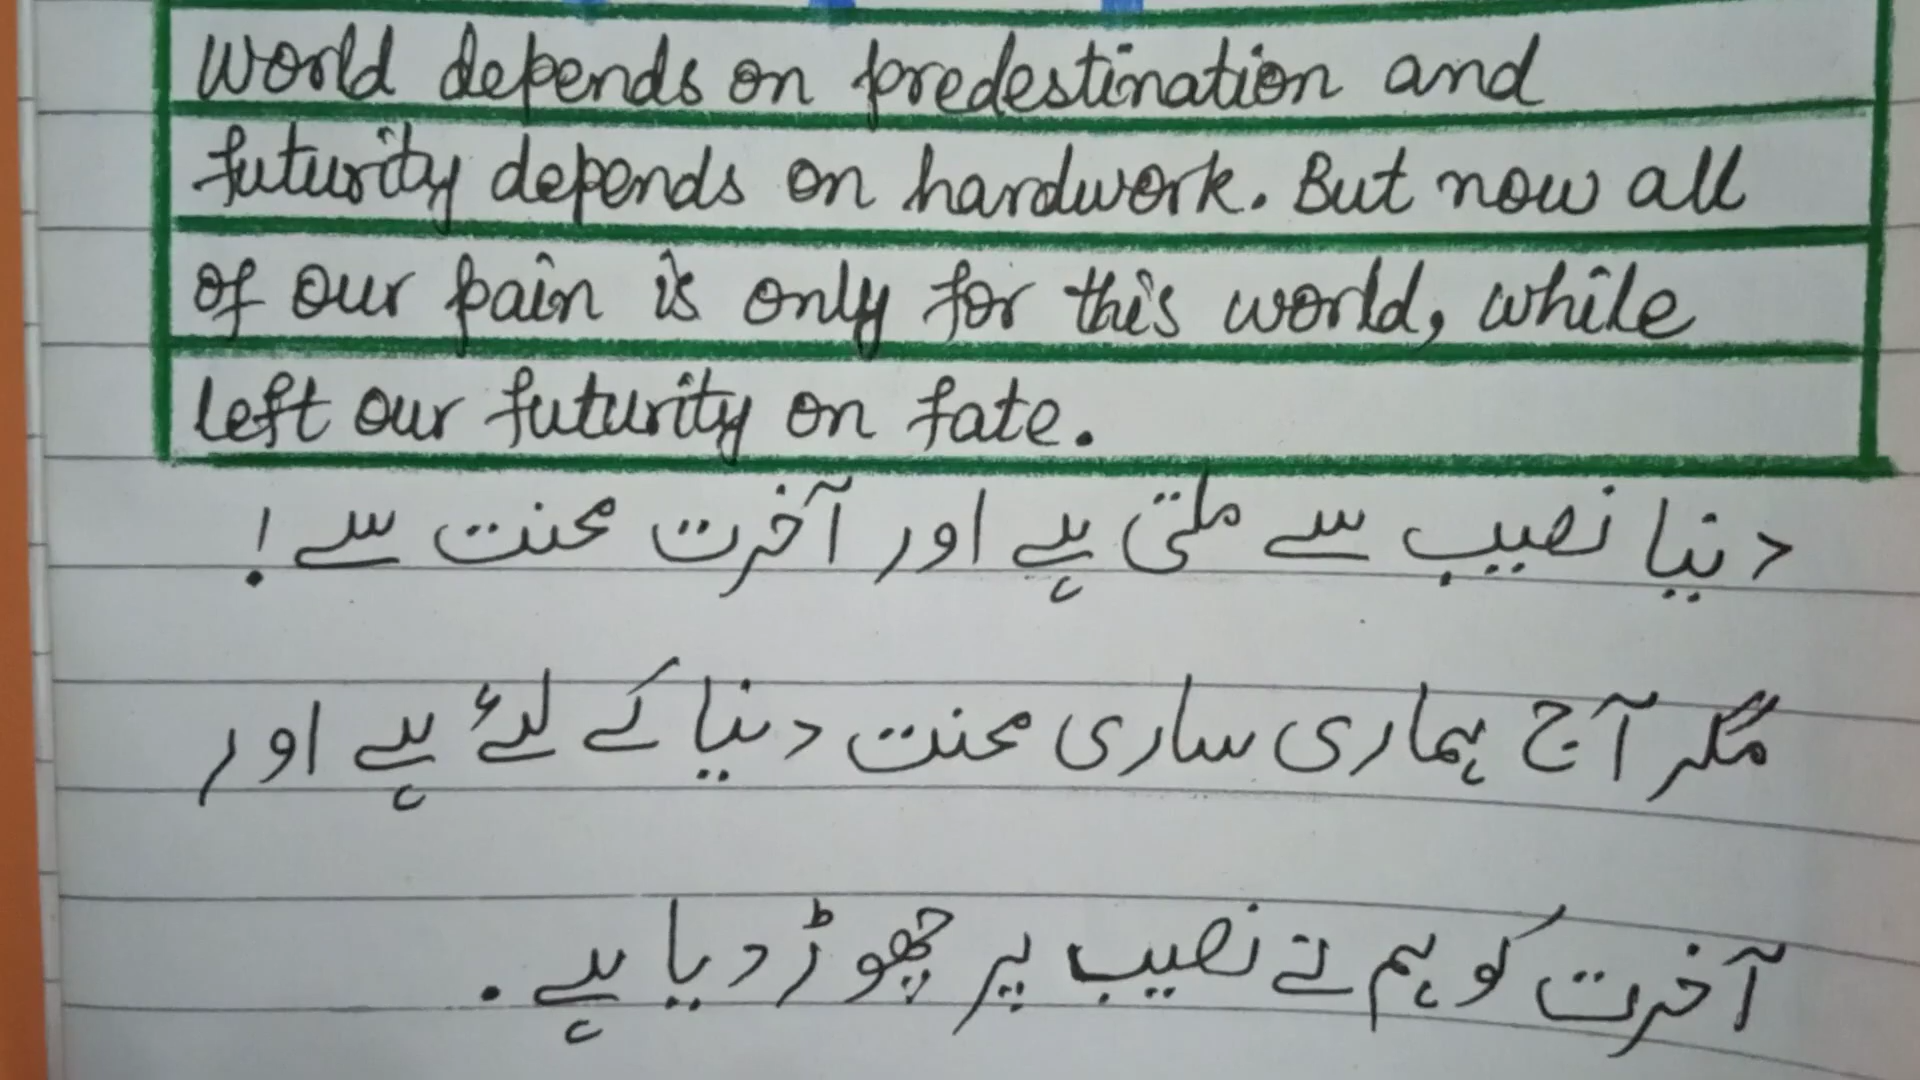 World depends on predestination and
futurity depends on hardwork. But now all
of our pain is only for this world, while
left our futurity on fate.
دنیا نصیب سے ملتی ہے اور آخرت محنت سے !
مگر آج ہماری ساری محنت دنیا کے لئے ہے اور
آخرت کو ہم نے نصیب پر چھوڑ دیا ہے .